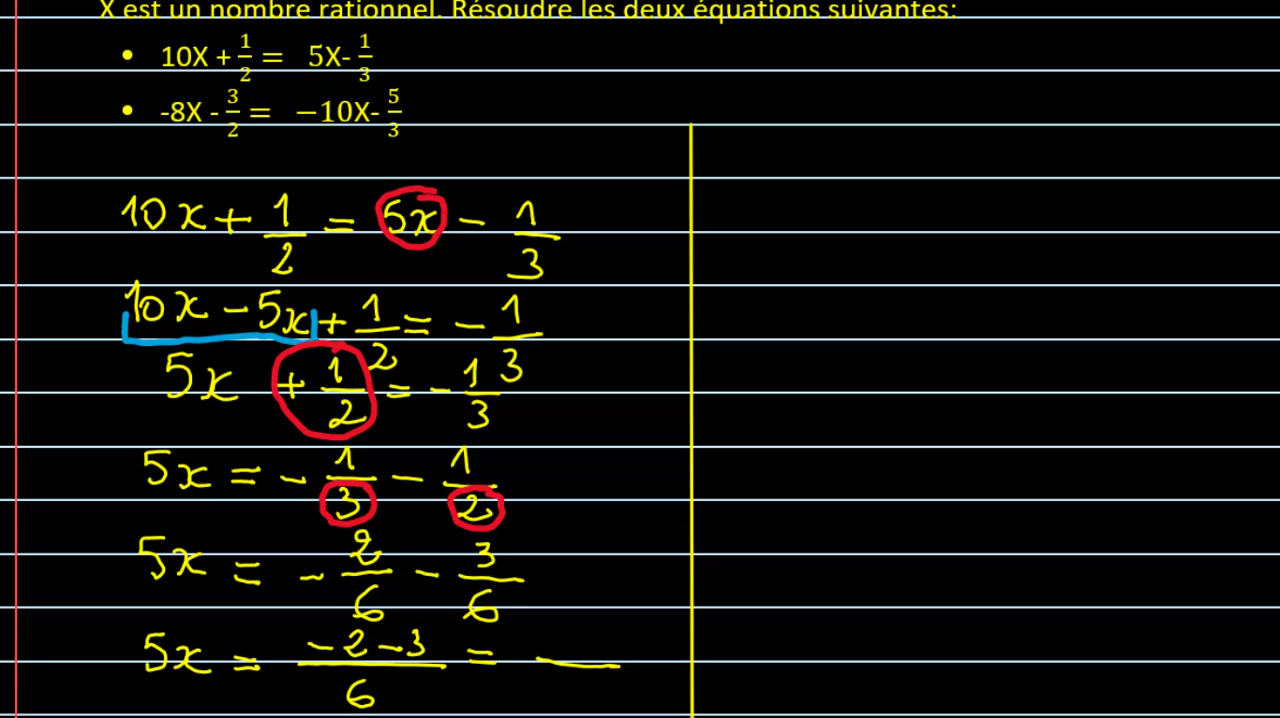 X est un nombre rationnel. Résoudre les deux équations suivantes:
• 10X + 1/2 = 5X- 1/3
• -8X - 3/2 = −10X- 5/3
10x + 1/2 = 5x - 1/3
10x - 5x + 1/2 = - 1/3
5x + 1/2 = - 1/3
5x = - 1/3 - 1/2
5x = - 2/6 - 3/6
5x = (-2-3)/6 = —